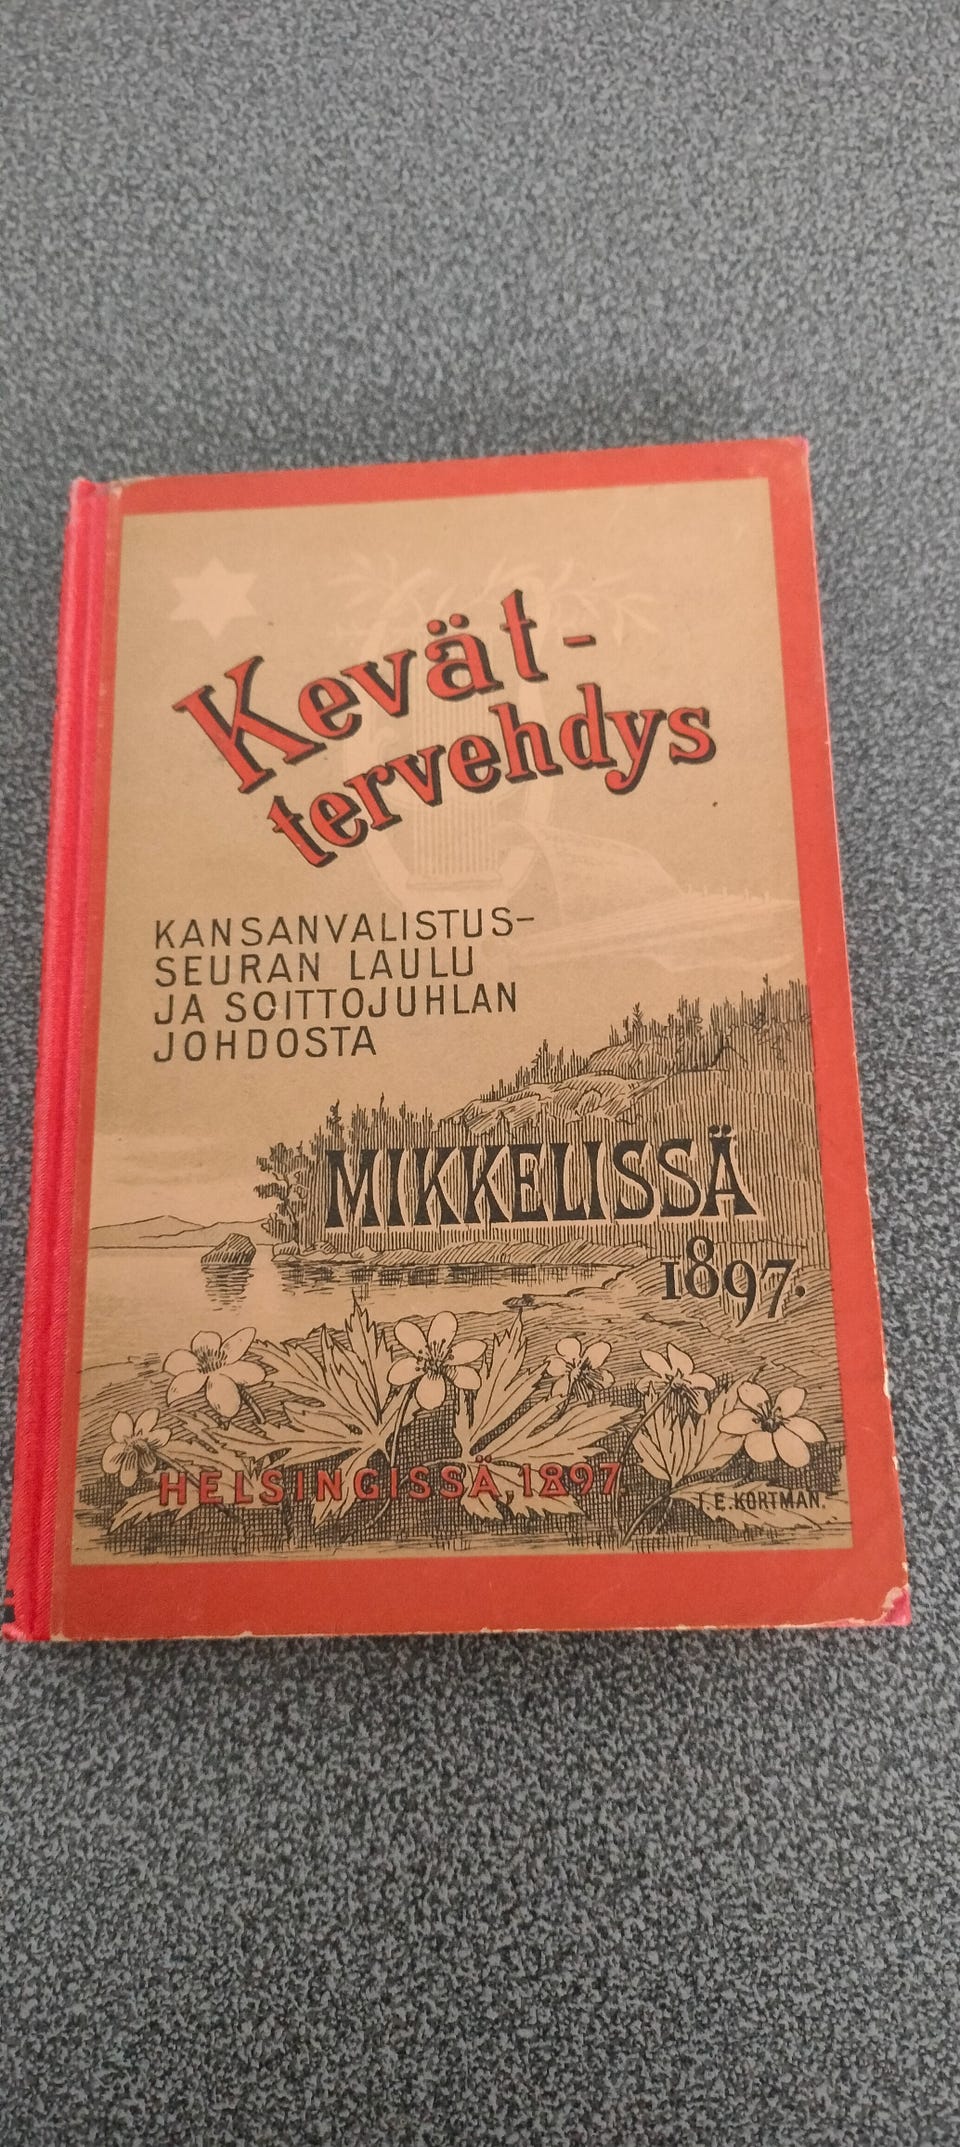 Kevät-
tervehdys
KANSANVALISTUS-
SEURAN LAULU
JA SOITTOJUHLAN
JOHDOSTA
MIKKELISSÄ
1897.
HELSINGISSÄ, 1897.
T.E.KORTMAN.